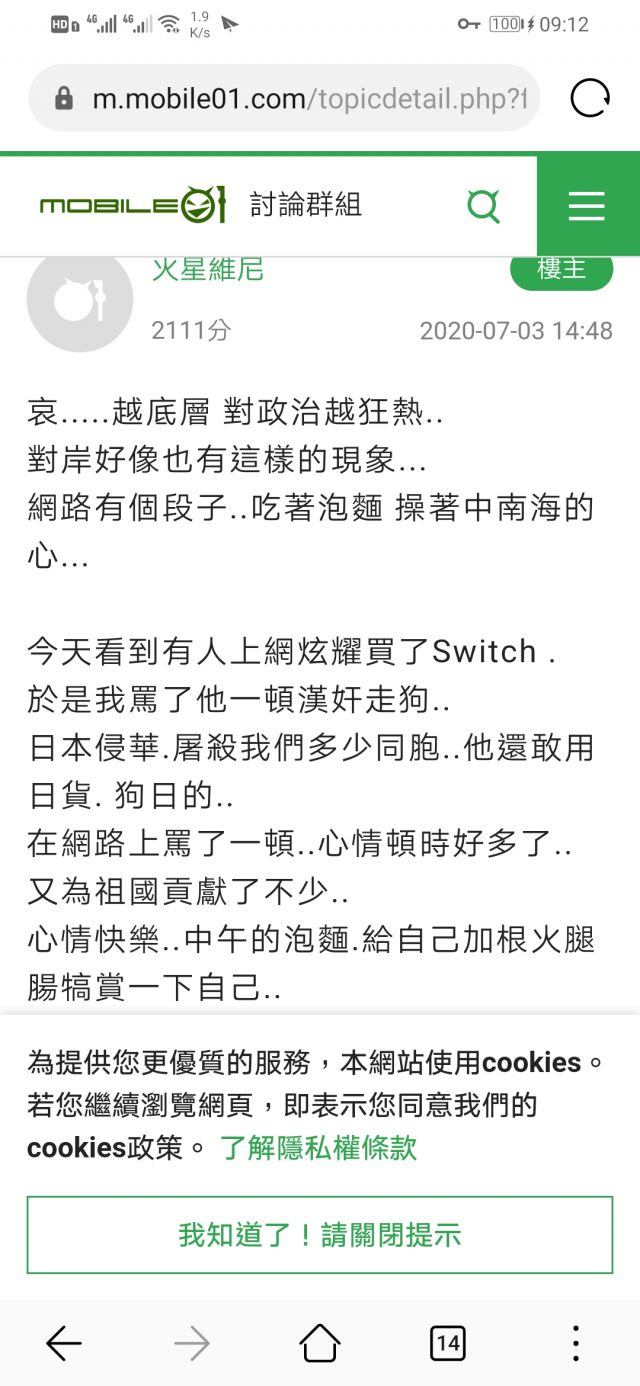 HD 1 4G 4G 1.9 K/s 100 09:12
m.mobile01.com/topicdetail.php?f
MOBILE01 討論群組
火星維尼 樓主
2111分 2020-07-03 14:48
哀.....越底層 對政治越狂熱..
對岸好像也有這樣的現象...
網路有個段子..吃著泡麵 操著中南海的
心...
今天看到有人上網炫耀買了Switch .
於是我罵了他一頓漢奸走狗..
日本侵華.屠殺我們多少同胞..他還敢用
日貨. 狗日的..
在網路上罵了一頓..心情頓時好多了..
又為祖國貢獻了不少..
心情快樂..中午的泡麵.給自己加根火腿
腸犒賞一下自己..
為提供您更優質的服務，本網站使用cookies。
若您繼續瀏覽網頁，即表示您同意我們的
cookies政策。 了解隱私權條款
我知道了！請關閉提示
14